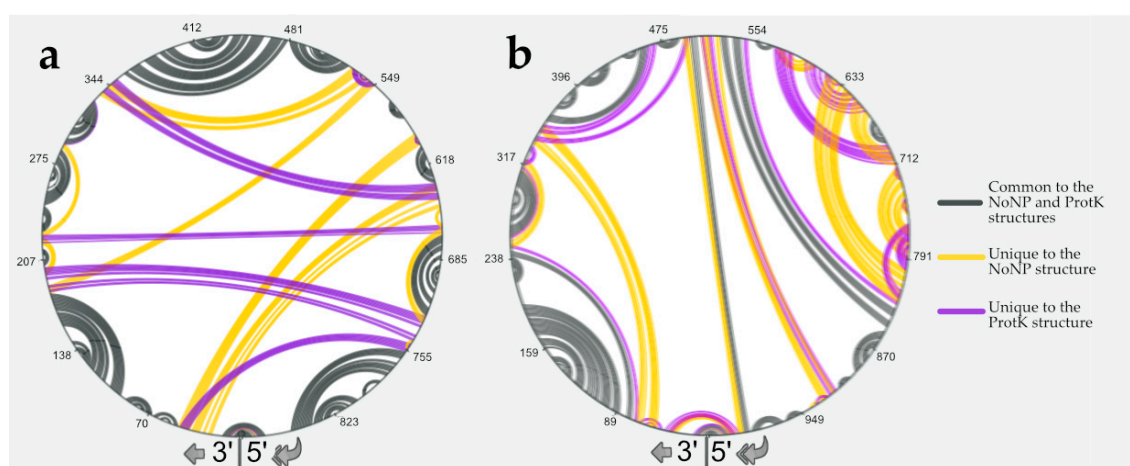 a
412
481
344
549
275
618
207
685
138
755
70
823
3' 5'
b
475
554
396
633
317
712
238
791
159
870
89
949
3' 5'
Common to the
NoNP and ProtK
structures
Unique to the
NoNP structure
Unique to the
ProtK structure